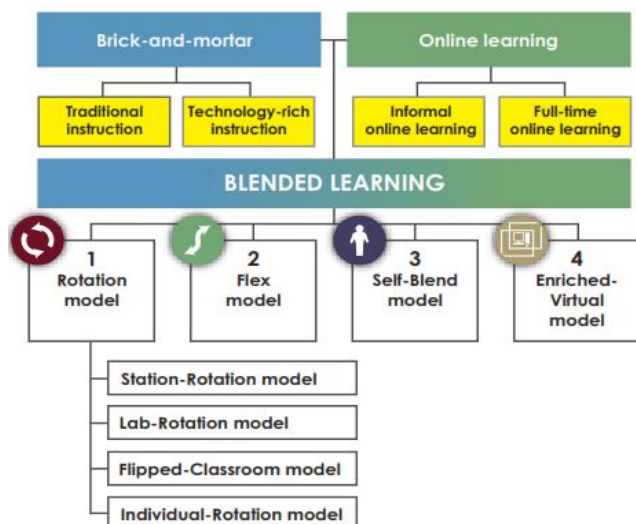 Brick-and-mortar
Online learning
Traditional
instruction
Technology-rich
instruction
Informal
online learning
Full-time
online learning
BLENDED LEARNING
1
Rotation
model
2
Flex
model
3
Self-Blend
model
4
Enriched-
Virtual
model
Station-Rotation model
Lab-Rotation model
Flipped-Classroom model
Individual-Rotation model